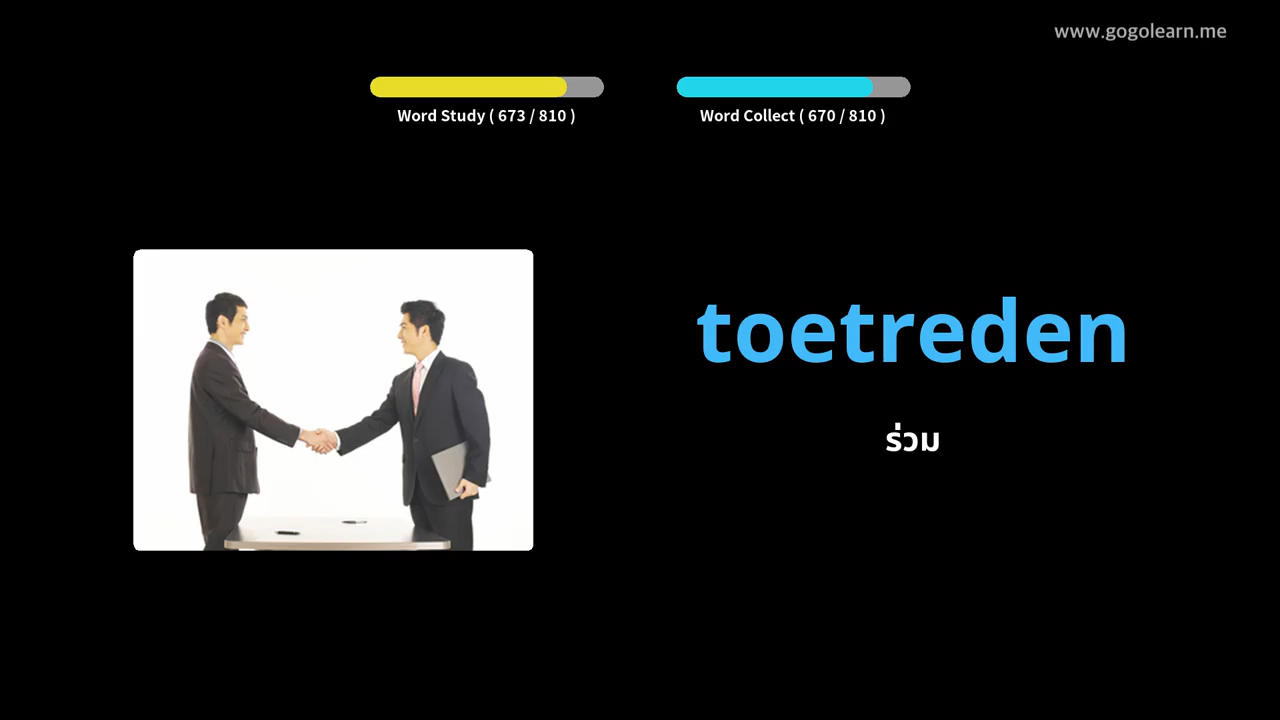 www.gogolearn.me
Word Study ( 673 / 810 )
Word Collect ( 670 / 810 )
toetreden
ร่วม